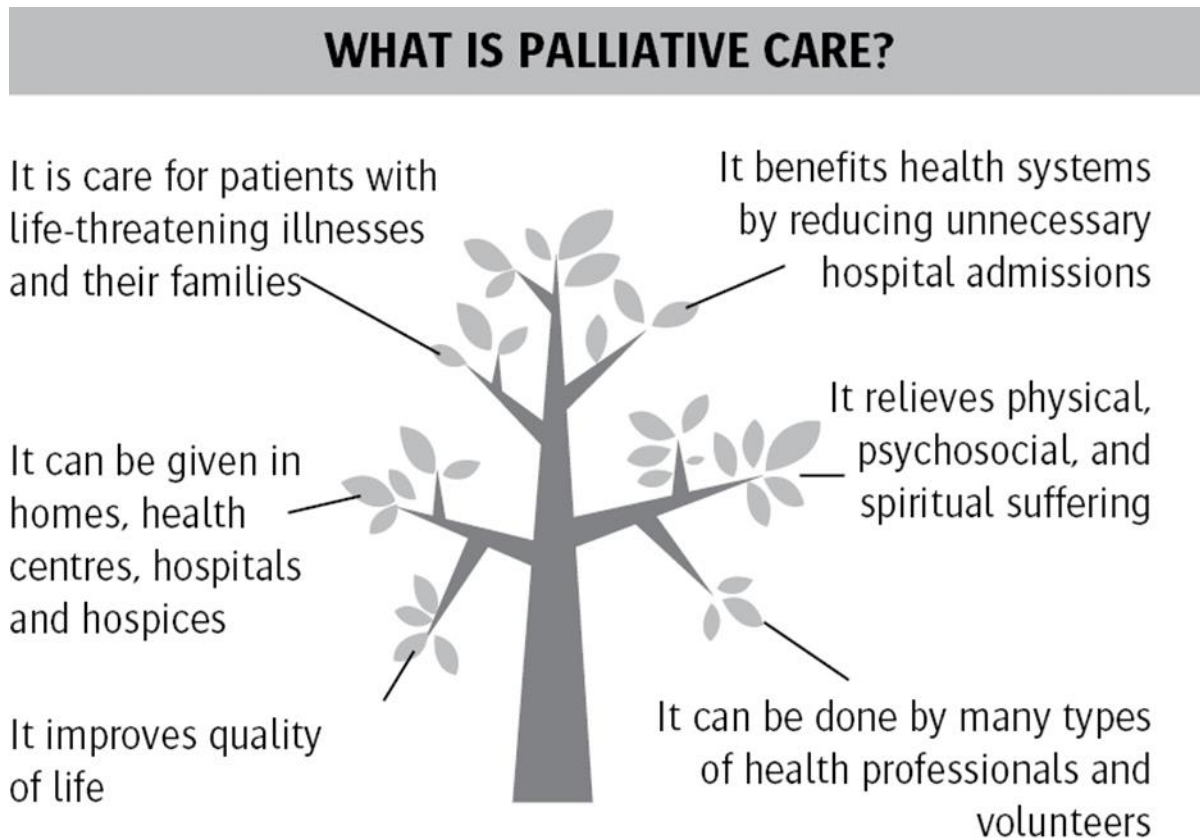 WHAT IS PALLIATIVE CARE?
It is care for patients with
life-threatening illnesses
and their families
It benefits health systems
by reducing unnecessary
hospital admissions
It can be given in
homes, health
centres, hospitals
and hospices
It relieves physical,
psychosocial, and
spiritual suffering
It improves quality
of life
It can be done by many types
of health professionals and
volunteers